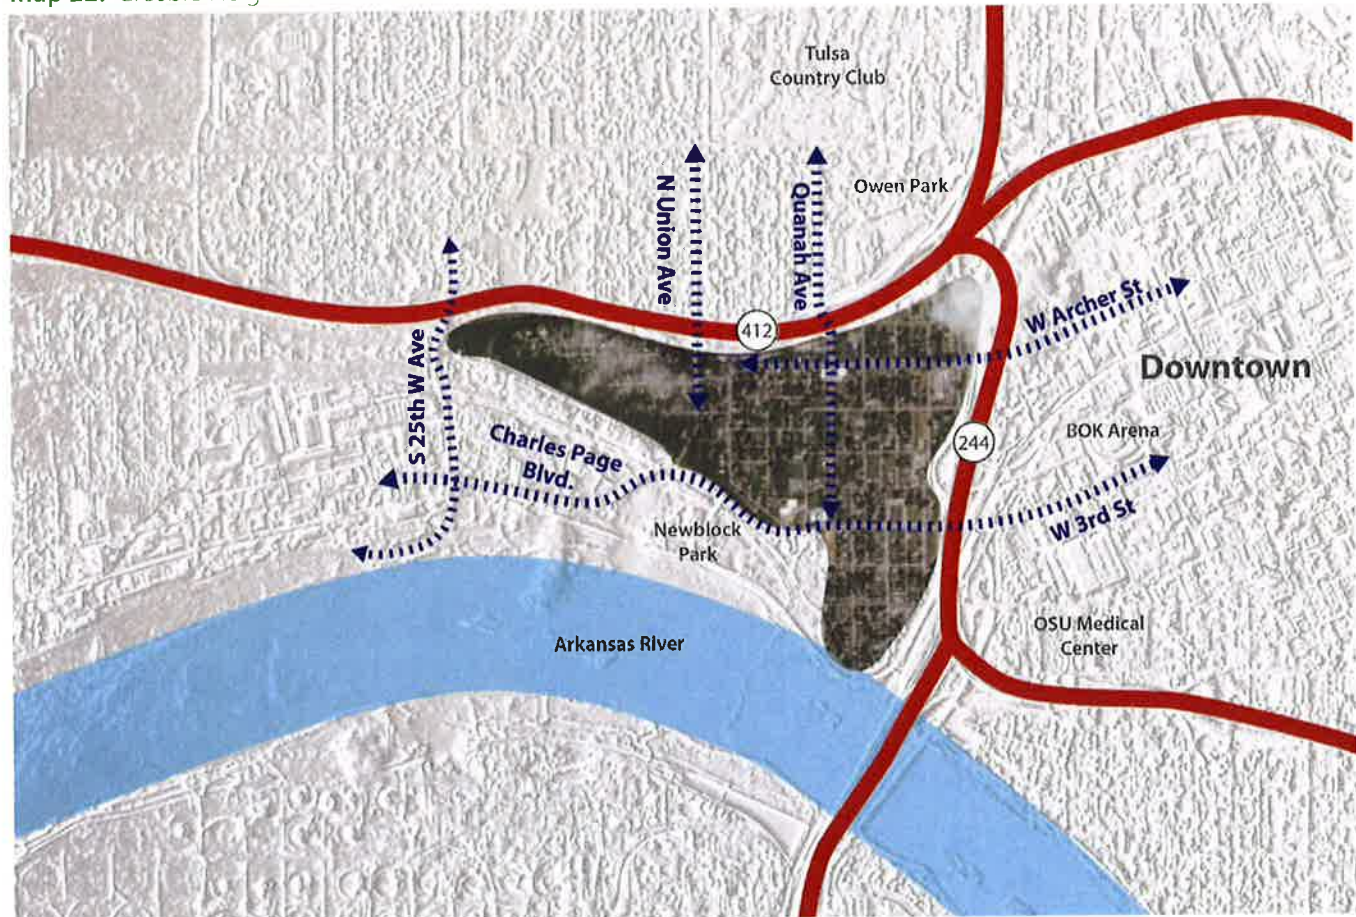 Tulsa
Country Club
Owen Park
N Union Ave
Quanah Ave
W Archer St
S 25th W Ave
412
Downtown
BOK Arena
244
Charles Page
Blvd.
W 3rd St
Newblock
Park
OSU Medical
Center
Arkansas River